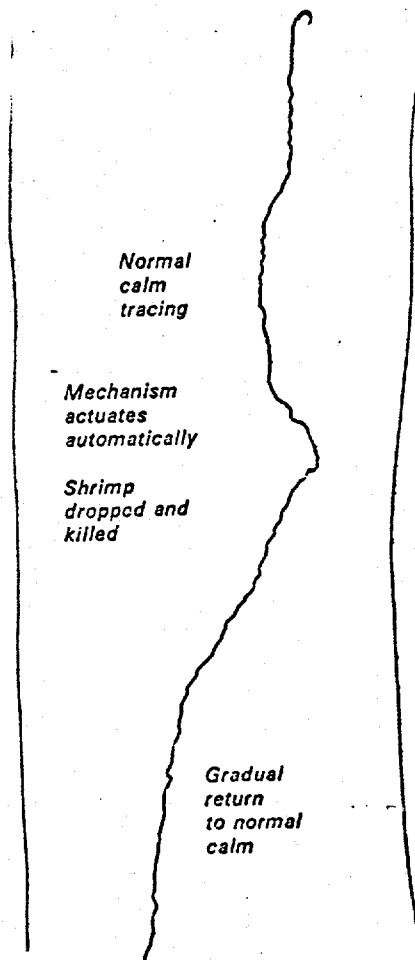 Normal
calm
tracing
Mechanism
actuates
automatically
Shrimp
dropped and
killed
Gradual
return
to normal
calm